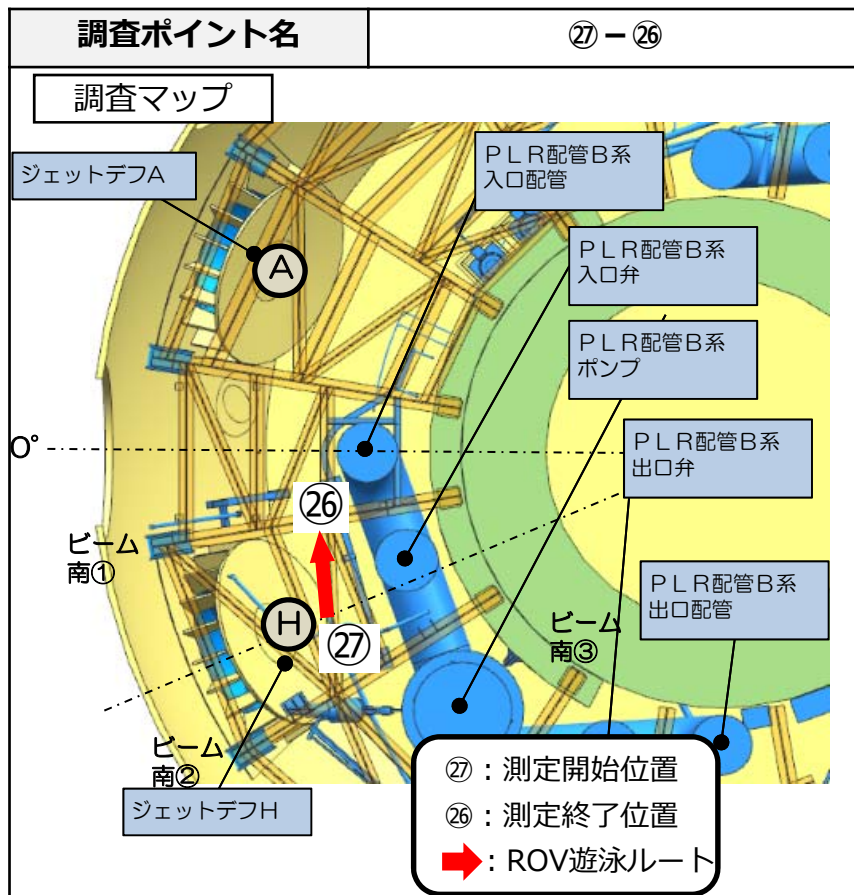 調査ポイント名
㉗－㉖
調査マップ
ジェットデフA
PLR配管B系
入口配管
A
PLR配管B系
入口弁
PLR配管B系
ポンプ
0°
PLR配管B系
出口弁
㉖
ビーム
南①
PLR配管B系
出口配管
H
㉗
ビーム
南③
ビーム
南②
ジェットデフH
㉗：測定開始位置
㉖：測定終了位置
：ROV遊泳ルート